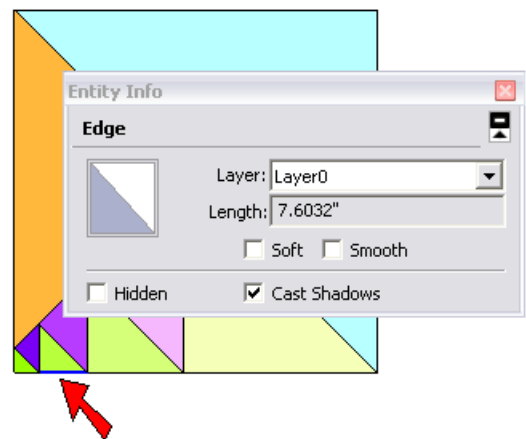 Entity Info
Edge
Layer: Layer0
Length: 7.6032"
Soft Smooth
Hidden Cast Shadows